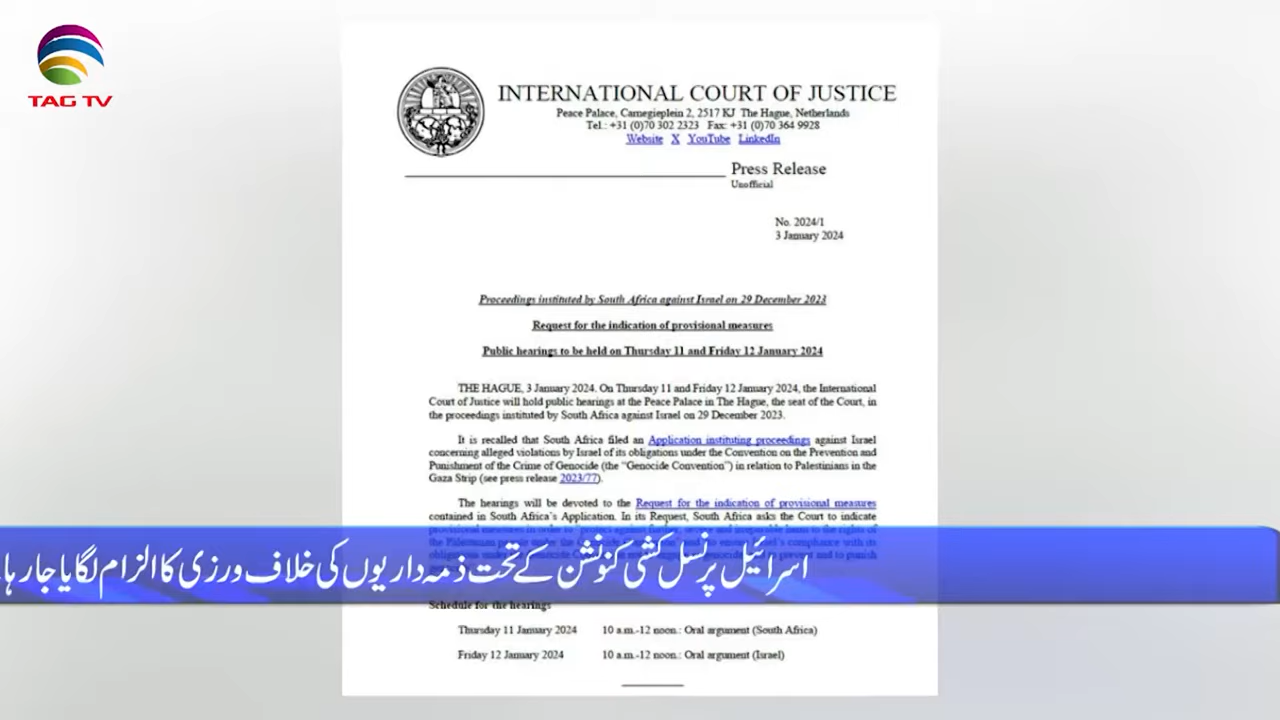 TAG TV
INTERNATIONAL COURT OF JUSTICE
Peace Palace, Carnegieplein 2, 2517 KJ The Hague, Netherlands
Tel.: +31 (0)70 302 2323 Fax: +31 (0)70 364 9928
Website X YouTube LinkedIn
Press Release
Unofficial
No. 2024/1
3 January 2024
Proceedings instituted by South Africa against Israel on 29 December 2023
Request for the indication of provisional measures
Public hearings to be held on Thursday 11 and Friday 12 January 2024
THE HAGUE, 3 January 2024. On Thursday 11 and Friday 12 January 2024, the International
Court of Justice will hold public hearings at the Peace Palace in The Hague, the seat of the Court, in
the proceedings instituted by South Africa against Israel on 29 December 2023.
It is recalled that South Africa filed an Application instituting proceedings against Israel
concerning alleged violations by Israel of its obligations under the Convention on the Prevention and
Punishment of the Crime of Genocide (the “Genocide Convention”) in relation to Palestinians in the
Gaza Strip (see press release 2023/77).
The hearings will be devoted to the Request for the indication of provisional measures
contained in South Africa’s Application. In its Request, South Africa asks the Court to indicate
اسرائیل پر نسل کشی کنونشن کے تحت ذمہ داریوں کی خلاف ورزی کا الزام لگایا جا رہا
Schedule for the hearings
Thursday 11 January 2024 10 a.m.-12 noon.: Oral argument (South Africa)
Friday 12 January 2024 10 a.m.-12 noon.: Oral argument (Israel)